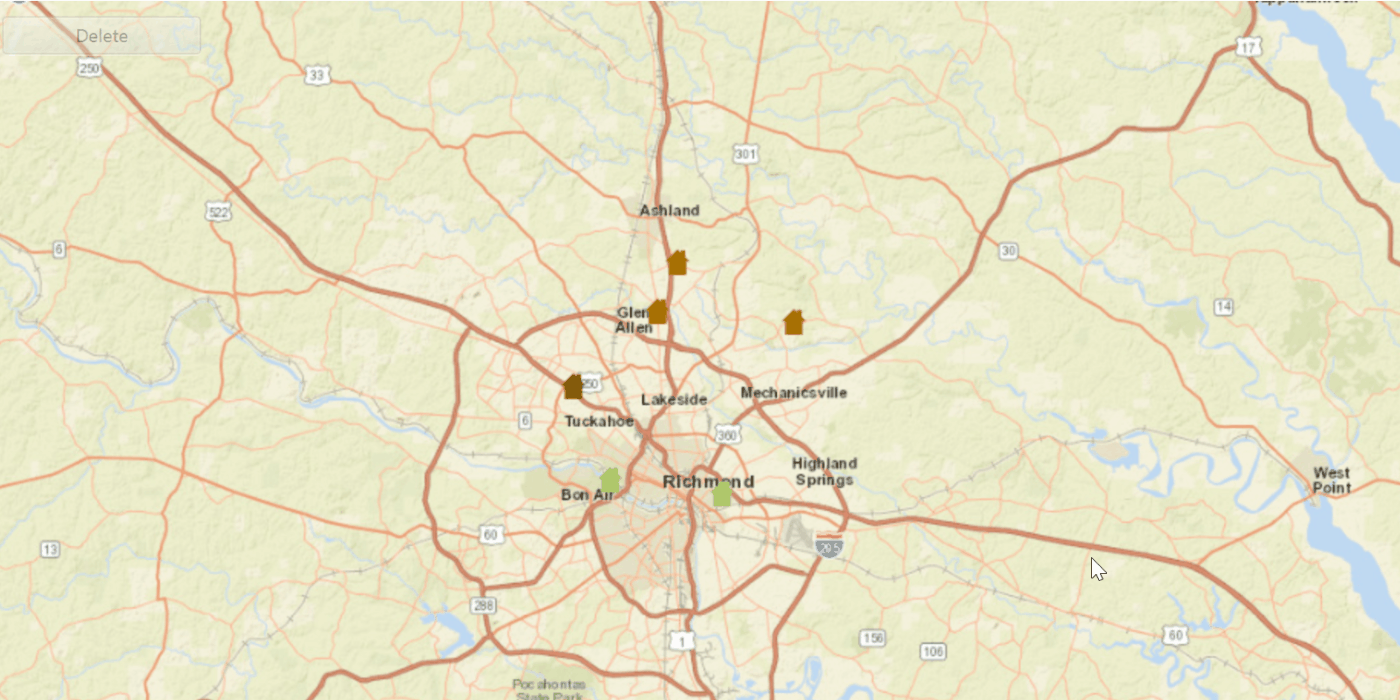 Delete
17
250
33
301
Ashland
522
6
30
14
Glen
Allen
250
Mechanicsville
Lakeside
6
Tuckahoe
360
Highland
Springs
Richmond
Bon Air
West
Point
60
295
13
288
1
156
106
60
Pocahontas
State Park